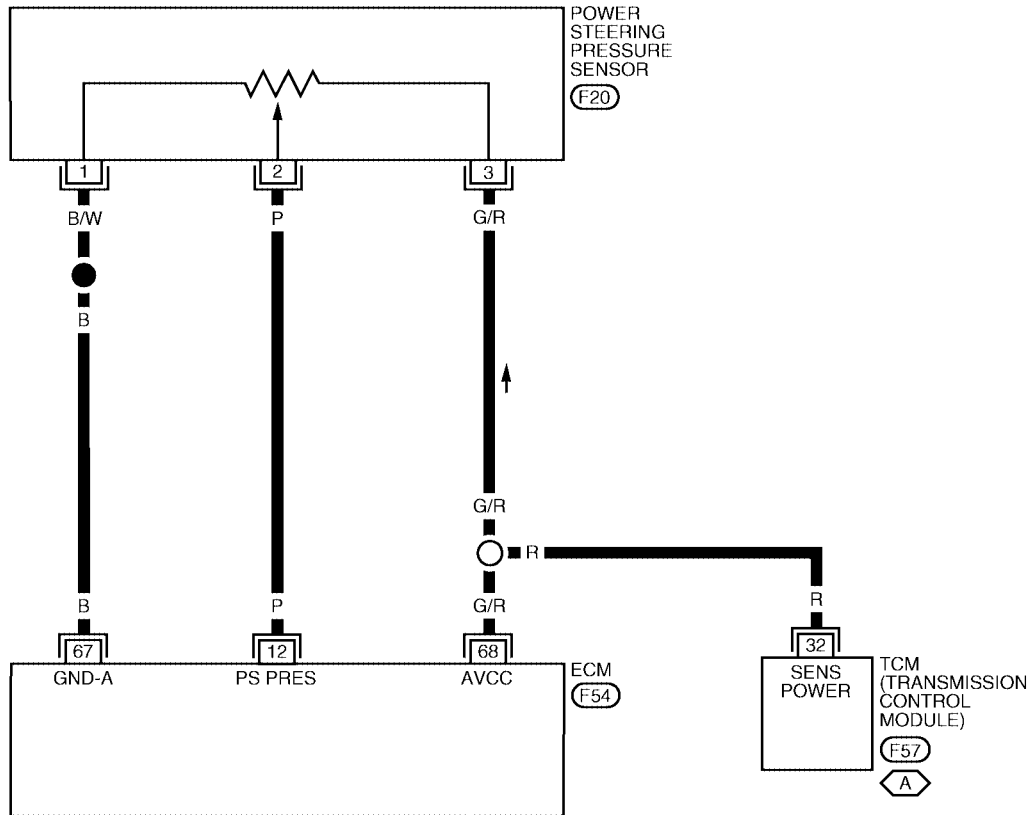 POWER
STEERING
PRESSURE
SENSOR
F20
1
2
3
B/W
P
G/R
B
G/R
R
B
P
G/R
R
67
12
68
32
GND-A
PS PRES
AVCC
ECM
F54
SENS
POWER
TCM
(TRANSMISSION
CONTROL
MODULE)
F57
A